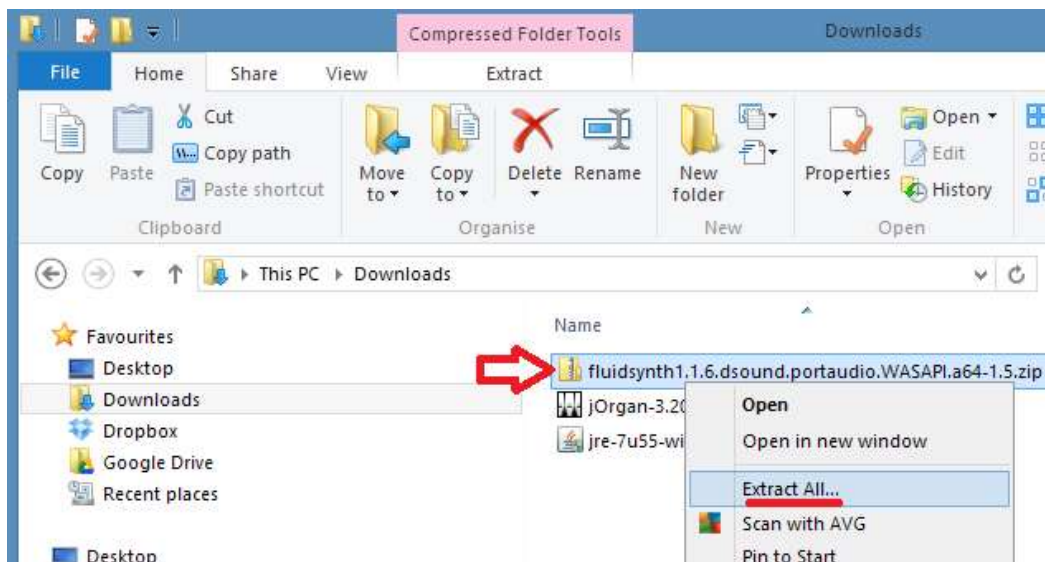 Compressed Folder Tools
Downloads
File Home Share View Extract
Copy
Paste
Cut
Copy path
Paste shortcut
Move to
Copy to
Delete
Rename
New folder
Properties
Open
Edit
History
Clipboard
Organise
New
Open
This PC Downloads
Favourites
Desktop
Downloads
Dropbox
Google Drive
Recent places
Desktop
Name
fluidsynth1.1.6.dsound.portaudio.WASAPI.a64-1.5.zip
jOrgan-3.20
jre-7u55-wi
Open
Open in new window
Extract All...
Scan with AVG
Pin to Start